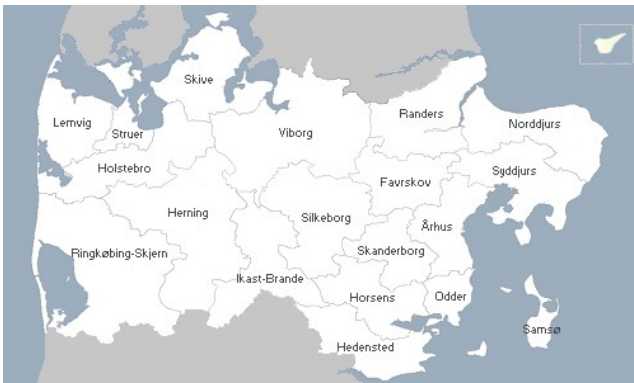 Skive
Lemvig
Struer
Viborg
Randers
Norddjurs
Holstebro
Favrskov
Syddjurs
Herning
Silkeborg
Århus
Ringkøbing-Skjern
Skanderborg
Ikast-Brande
Horsens
Odder
Samsø
Hedensted